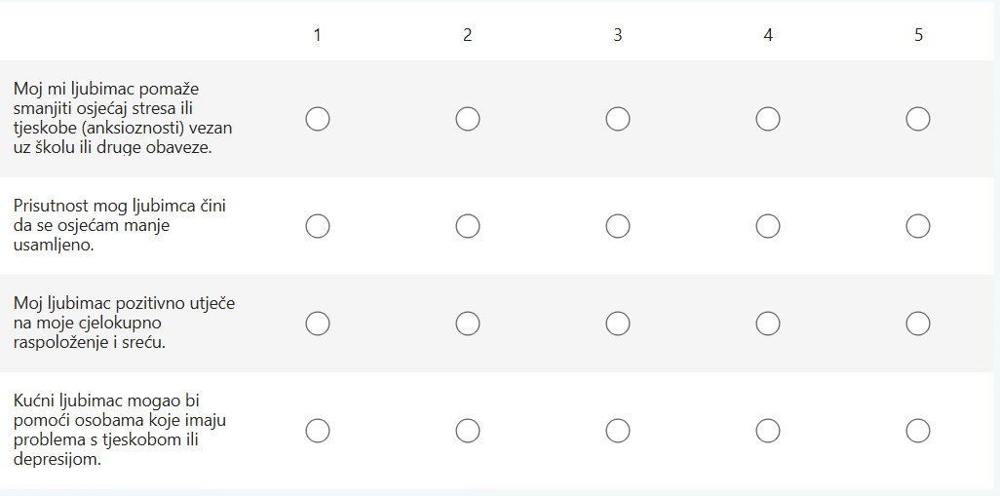 1 2 3 4 5
Moj mi ljubimac pomaže
smanjiti osjećaj stresa ili
tjeskobe (anksioznosti) vezan
uz školu ili druge obaveze.
Prisutnost mog ljubimca čini
da se osjećam manje
usamljeno.
Moj ljubimac pozitivno utječe
na moje cjelokupno
raspoloženje i sreću.
Kućni ljubimac mogao bi
pomoći osobama koje imaju
problema s tjeskobom ili
depresijom.